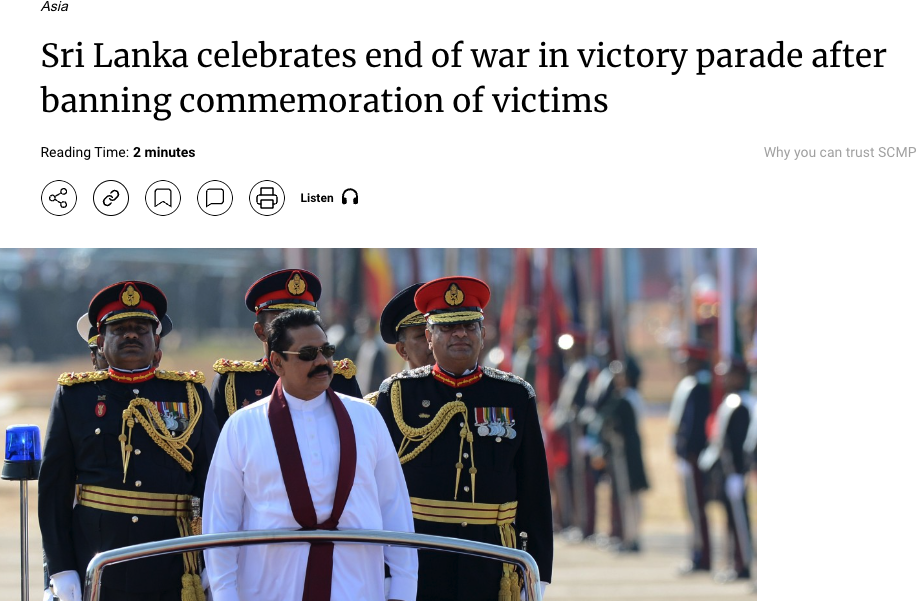 Asia
Sri Lanka celebrates end of war in victory parade after
banning commemoration of victims
Reading Time: 2 minutes
Why you can trust SCMP
Listen